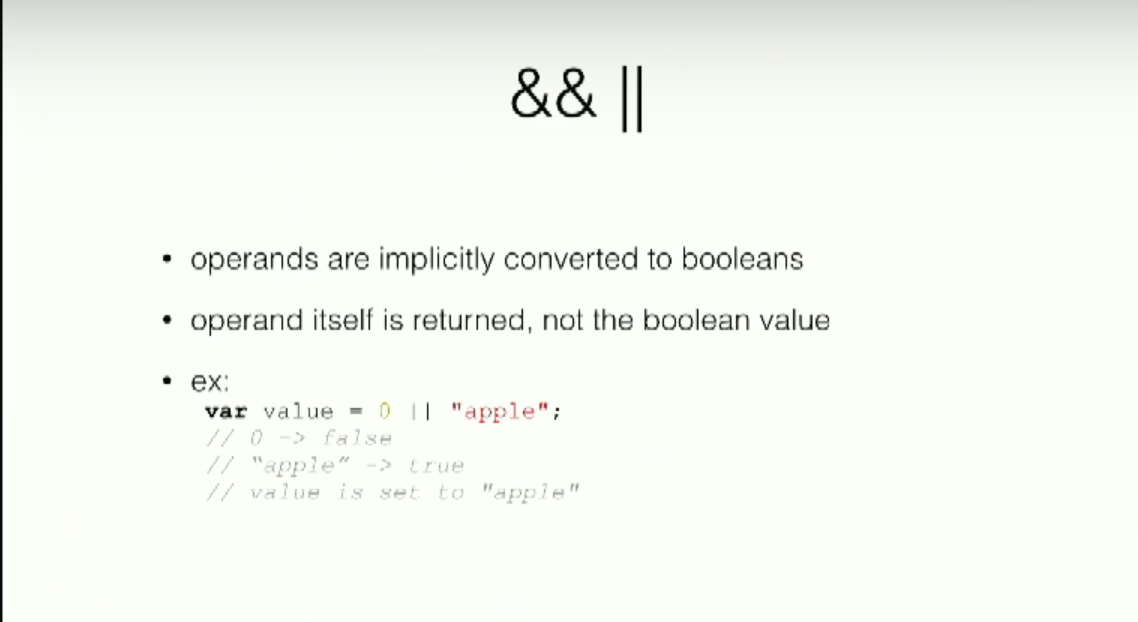 && ||
• operands are implicitly converted to booleans
• operand itself is returned, not the boolean value
• ex:
var value = 0 || "apple";
// 0 -> false
// "apple" -> true
// value is set to "apple"